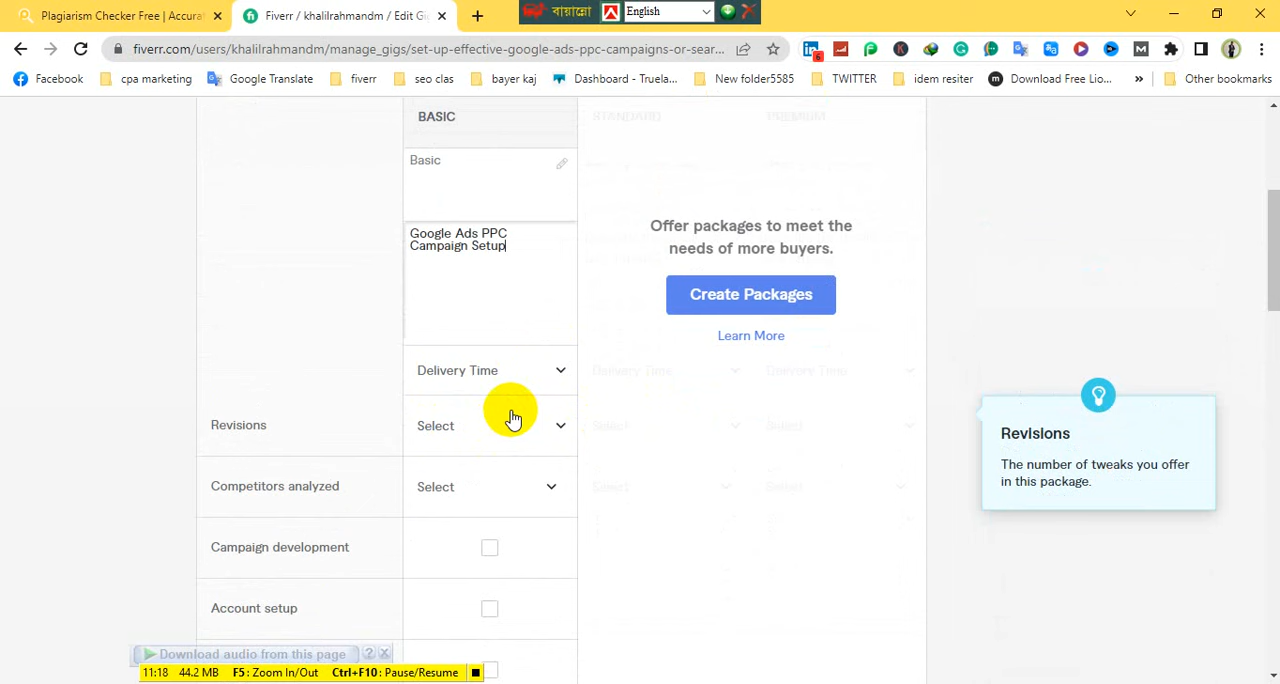 Plagiarism Checker Free | Accurat
Fiverr / khalilrahmandm / Edit Gi
বায়ান্নো
English
fiverr.com/users/khalilrahmandm/manage_gigs/set-up-effective-google-ads-ppc-campaigns-or-sear...
Facebook
cpa marketing
Google Translate
fiverr
seo clas
bayer kaj
Dashboard - Truela...
New folder5585
TWITTER
idem resiter
Download Free Lio...
»
Other bookmarks
BASIC
STANDARD
PREMIUM
Basic
Google Ads PPC
Campaign Setup
Offer packages to meet the
needs of more buyers.
Create Packages
Learn More
Delivery Time
Delivery Time
Delivery Time
Revisions
Select
Select
Select
Revisions
The number of tweaks you offer
in this package.
Competitors analyzed
Select
Select
Select
Campaign development
Account setup
Download audio from this page
11:18 44.2 MB F5: Zoom In/Out Ctrl+F10: Pause/Resume